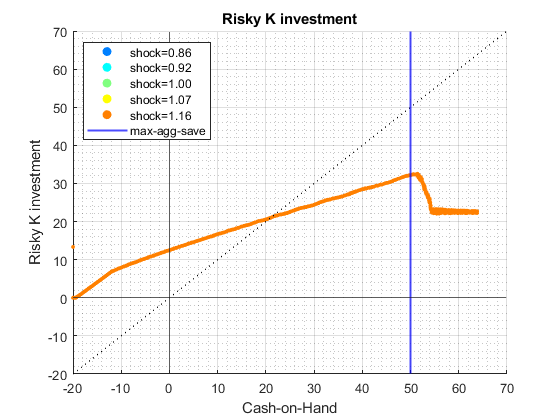 Risky K investment
70
60
50
40
30
20
10
0
-10
-20
Risky K investment
shock=0.86
shock=0.92
shock=1.00
shock=1.07
shock=1.16
max-agg-save
-20 -10 0 10 20 30 40 50 60 70
Cash-on-Hand